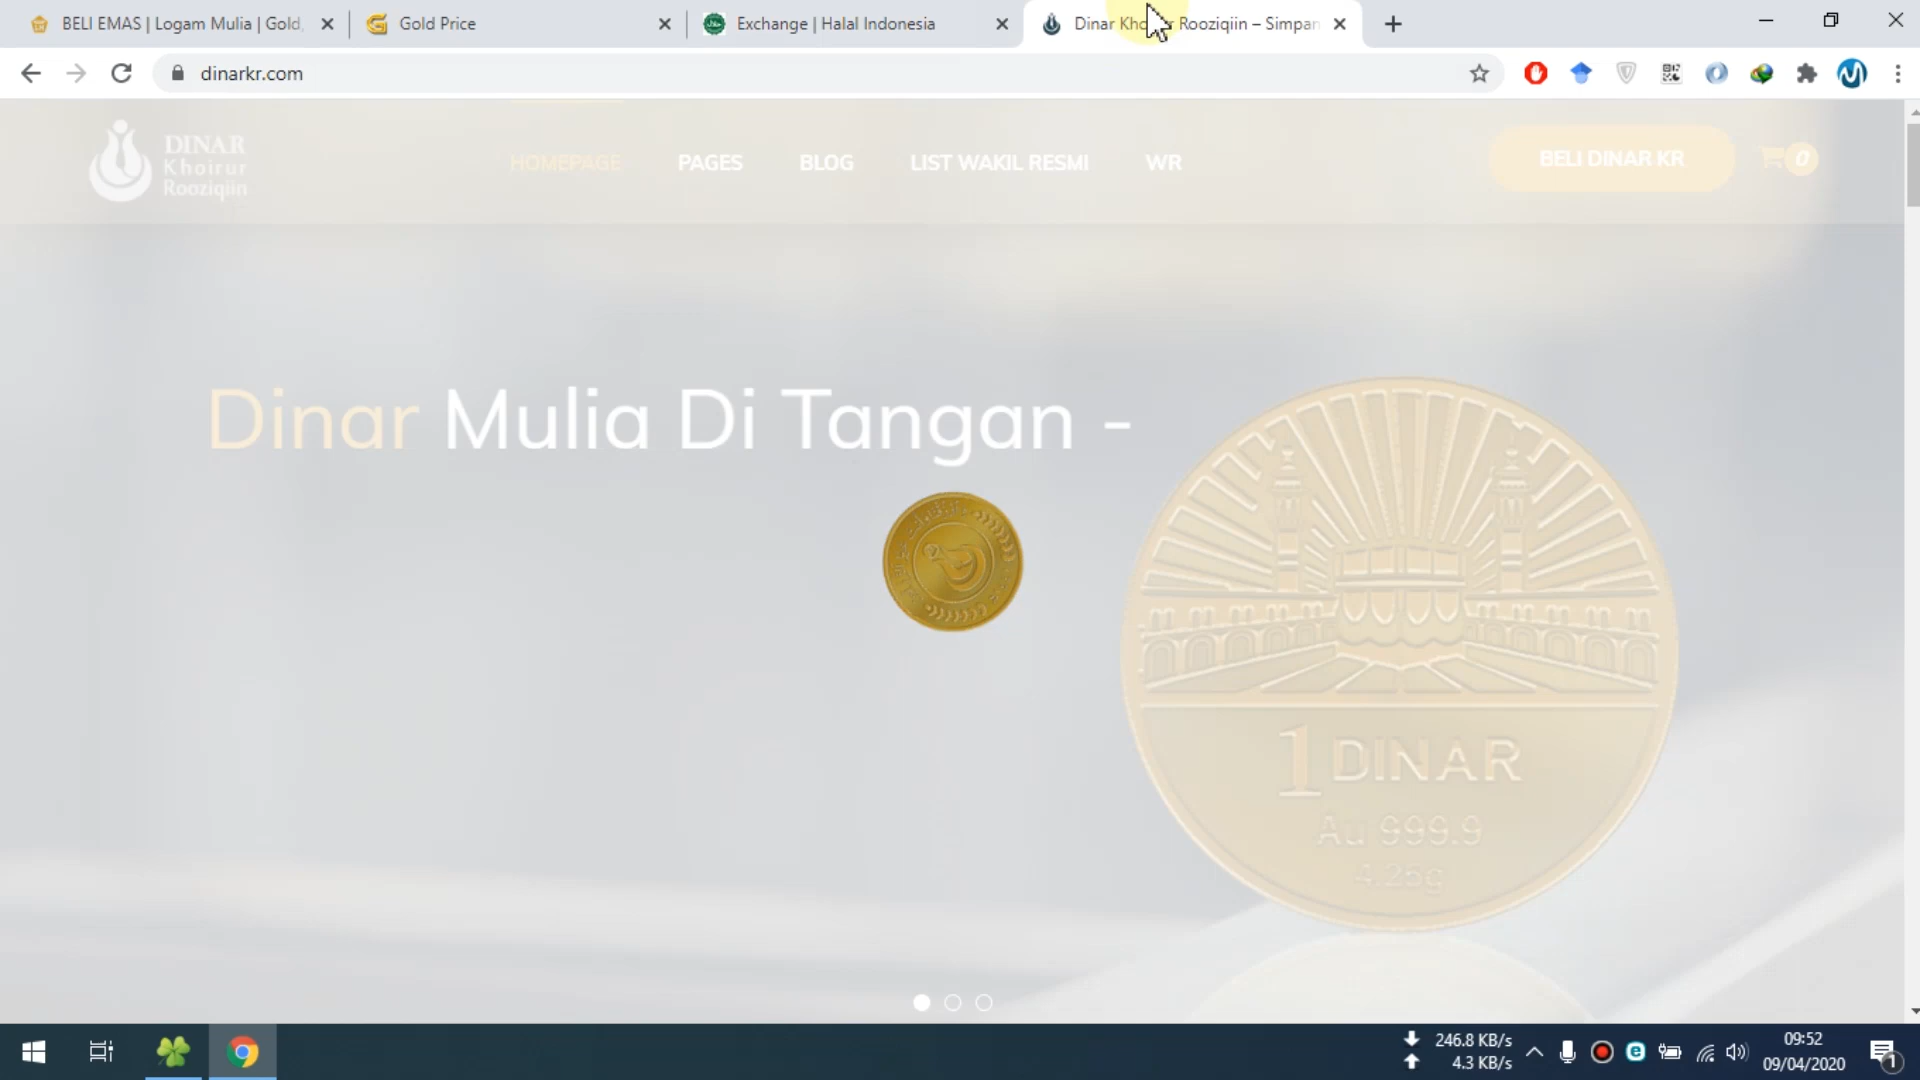 BELI EMAS | Logam Mulia | Gold,
Gold Price
Exchange | Halal Indonesia
Dinar Kho r Rooziqiin – Simpan
dinarkr.com
DINAR
Khoirur
Rooziqiin
HOMEPAGE
PAGES
BLOG
LIST WAKIL RESMI
WR
BELI DINAR KR
0
Dinar Mulia Di Tangan -
1 DINAR
Au 999.9
4.25g
246.8 KB/s
4.3 KB/s
09:52
09/04/2020
1